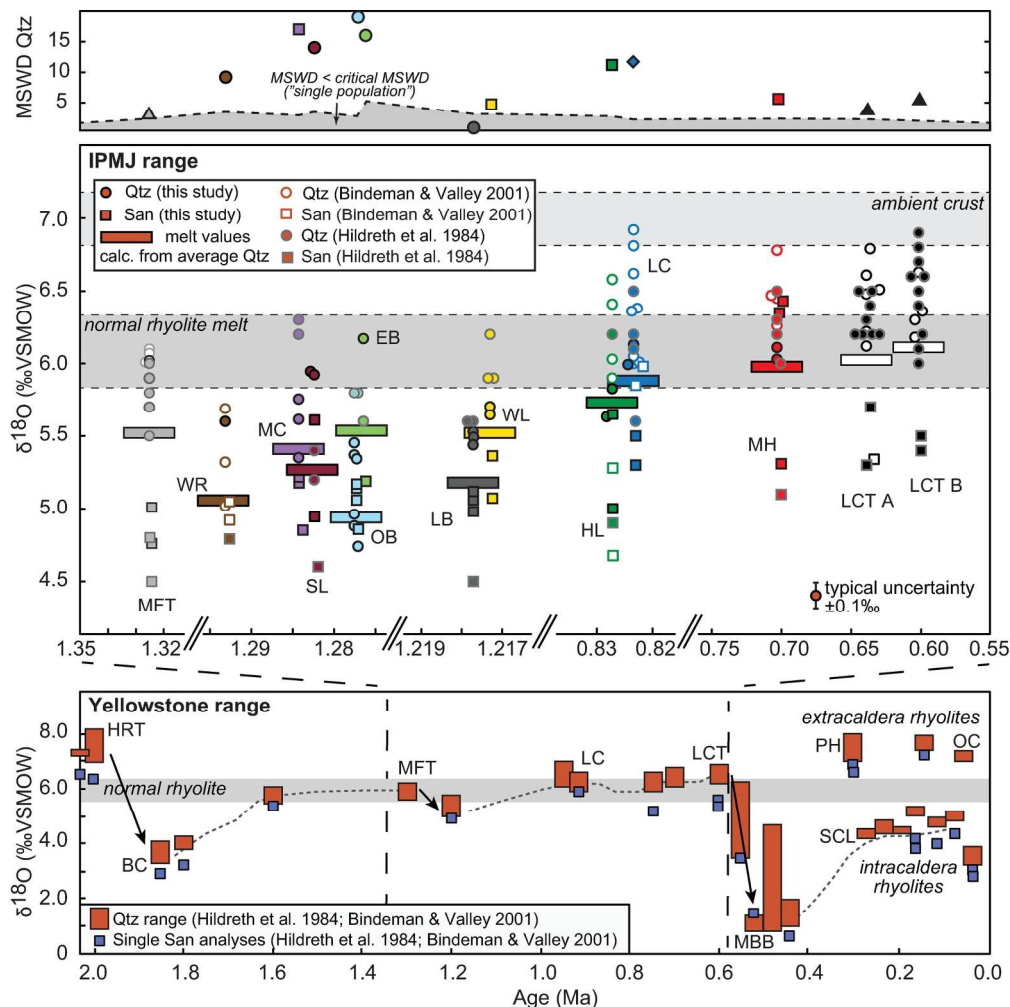 MSWD Qtz
15
10
5
MSWD < critical MSWD
("single population")
IPMJ range
Qtz (this study)
Qtz (Bindeman & Valley 2001)
San (this study)
San (BIndeman & Valley 2001)
melt values
Qtz (Hildreth et al. 1984)
calc. from average Qtz
San (Hildreth et al. 1984)
ambient crust
normal rhyolite melt
δ18O (‰VSMOW)
7.0
6.5
6.0
5.5
5.0
4.5
EB
LC
MC
WL
WR
MH
LCT B
LCT A
LB
OB
HL
MFT
SL
typical uncertainty
±0.1‰
1.35 1.32 1.29 1.28 1.219 1.217 0.83 0.82 0.75 0.70 0.65 0.60 0.55
Yellowstone range
δ18O (‰VSMOW)
8.0
6.0
4.0
2.0
0
HRT
extracaldera rhyolites
PH
OC
LCT
LC
MFT
normal rhyolite
BC
SCL
intracaldera
rhyolites
MBB
Qtz range (Hildreth et al. 1984; Bindeman & Valley 2001)
Single San analyses (Hildreth et al. 1984; Bindeman & Valley 2001)
2.0 1.8 1.6 1.4 1.2 1.0 0.8 0.6 0.4 0.2 0.0
Age (Ma)